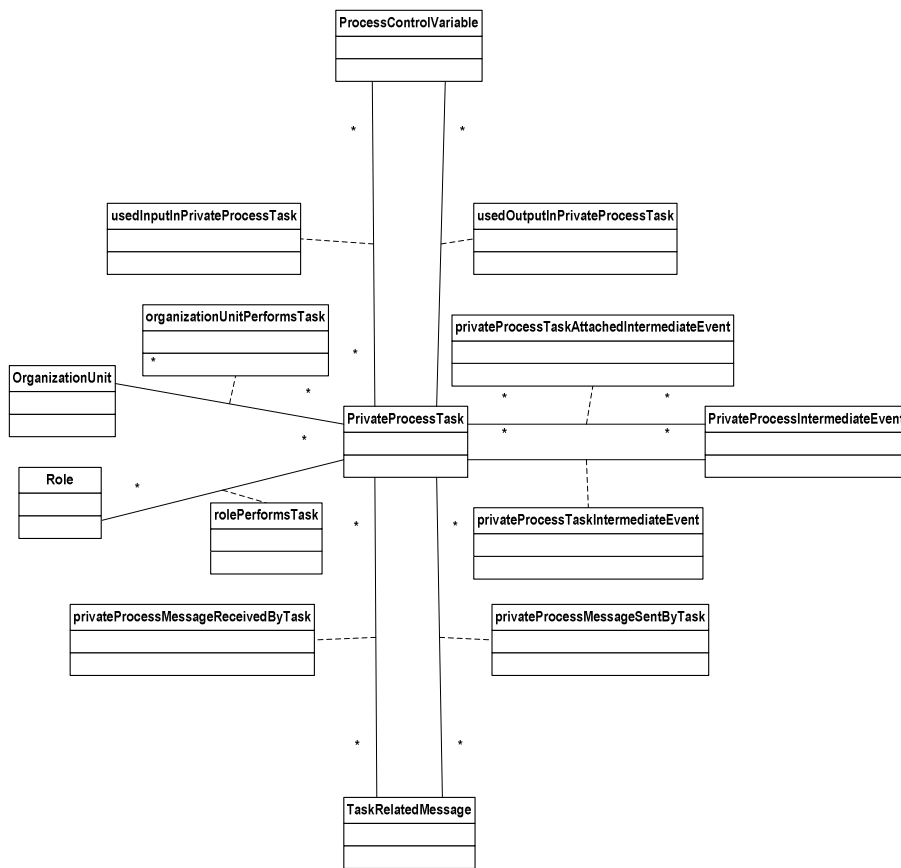 ProcessControlVariable
* *
usedInputInPrivateProcessTask
usedOutputInPrivateProcessTask
organizationUnitPerformsTask
*
privateProcessTaskAttachedIntermediateEvent
*
OrganizationUnit
*
* *
PrivateProcessTask
PrivateProcessIntermediateEvent
* * *
Role
*
rolePerformsTask
privateProcessTaskIntermediateEvent
* *
privateProcessMessageReceivedByTask
privateProcessMessageSentByTask
* *
TaskRelatedMessage